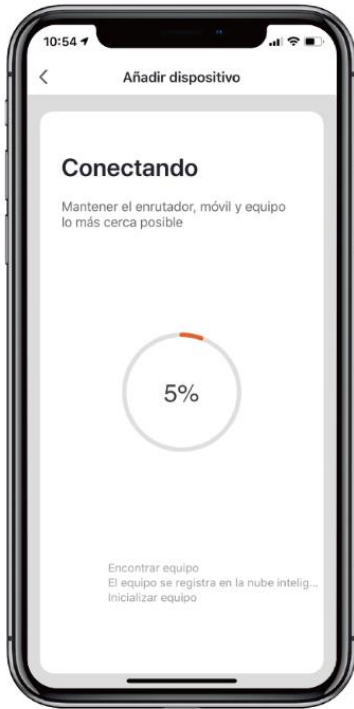 10:54
Añadir dispositivo
Conectando
Mantener el enrutador, móvil y equipo
lo más cerca posible
5%
Encontrar equipo
El equipo se registra en la nube intelig...
Inicializar equipo